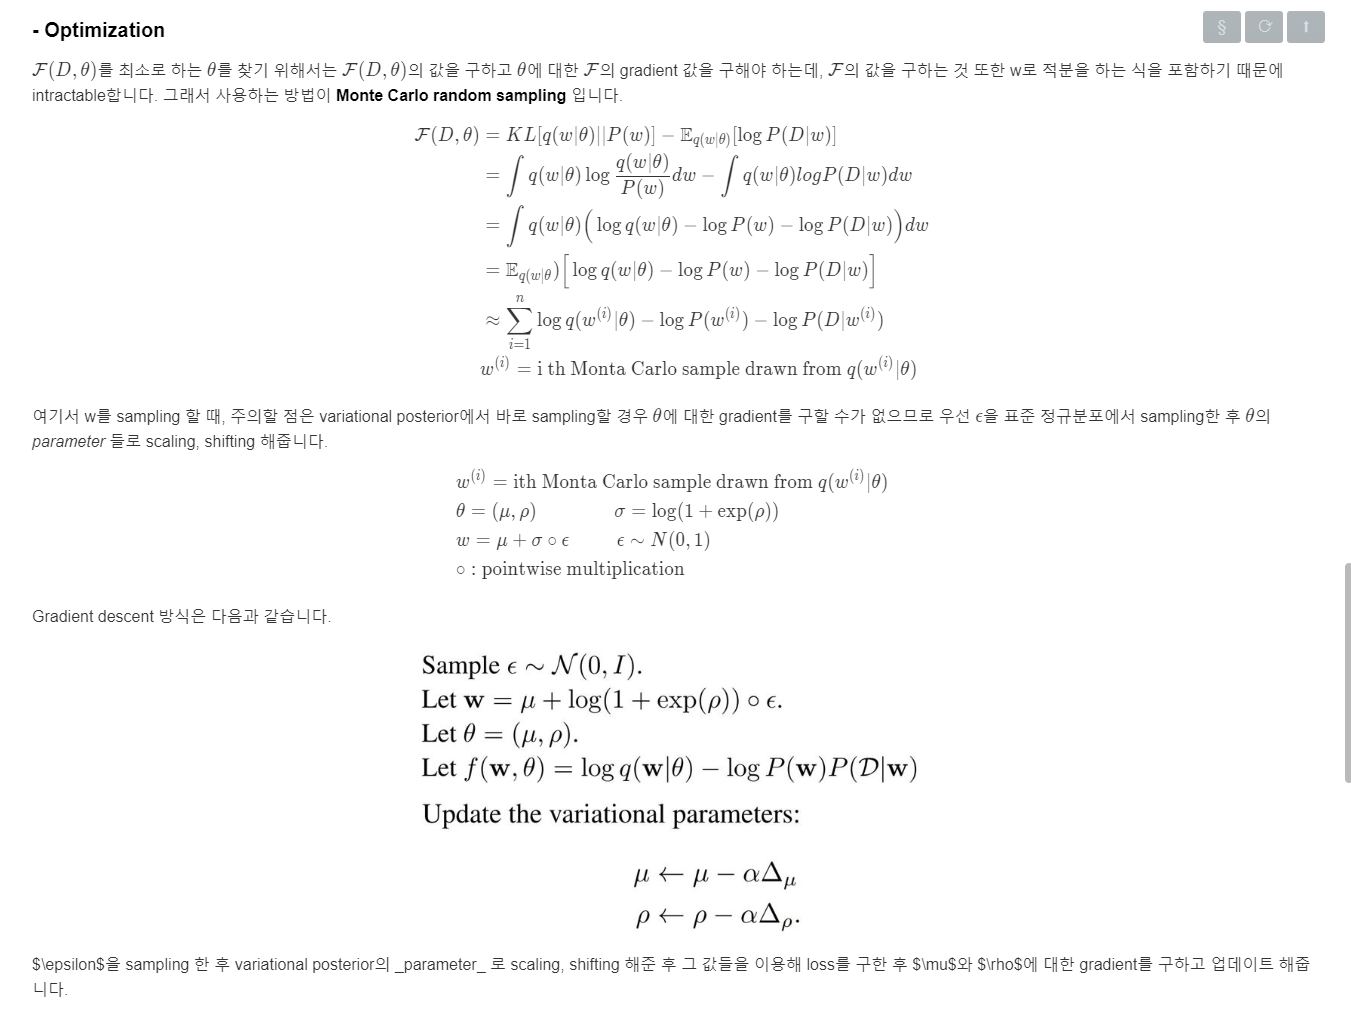 - Optimization
§ ⟳ ↑
𝓕(D, θ)를 최소로 하는 θ를 찾기 위해서는 𝓕(D, θ)의 값을 구하고 θ에 대한 𝓕의 gradient 값을 구해야 하는데, 𝓕의 값을 구하는 것 또한 w로 적분을 하는 식을 포함하기 때문에
intractable합니다. 그래서 사용하는 방법이 Monte Carlo random sampling 입니다.
𝓕(D, θ) = KL[q(w|θ)||P(w)] − 𝔼_{q(w|θ)}[log P(D|w)]
= ∫ q(w|θ) log \frac{q(w|θ)}{P(w)} dw − ∫ q(w|θ)logP(D|w)dw
= ∫ q(w|θ)( log q(w|θ) − log P(w) − log P(D|w))dw
= 𝔼_{q(w|θ})[ log q(w|θ) − log P(w) − log P(D|w)]
≈ ∑_{i=1}^{n} log q(w^{(i)}|θ) − log P(w^{(i)}) − log P(D|w^{(i)})
w^{(i)} = i th Monta Carlo sample drawn from q(w^{(i)}|θ)
여기서 w를 sampling 할 때, 주의할 점은 variational posterior에서 바로 sampling할 경우 θ에 대한 gradient를 구할 수가 없으므로 우선 ϵ을 표준 정규분포에서 sampling한 후 θ의
parameter 들로 scaling, shifting 해줍니다.
w^{(i)} = ith Monta Carlo sample drawn from q(w^{(i)}|θ)
θ = (μ, ρ) σ = log(1 + exp(ρ))
w = μ + σ ∘ ϵ ϵ ∼ N(0, 1)
∘ : pointwise multiplication
Gradient descent 방식은 다음과 같습니다.
Sample ϵ ∼ 𝒩(0, I).
Let w = μ + log(1 + exp(ρ)) ∘ ϵ.
Let θ = (μ, ρ).
Let f(w, θ) = log q(w|θ) − log P(w)P(𝒟|w)
Update the variational parameters:
μ ← μ − αΔ_μ
ρ ← ρ − αΔ_ρ.
$\epsilon$을 sampling 한 후 variational posterior의 _parameter_ 로 scaling, shifting 해준 후 그 값들을 이용해 loss를 구한 후 $\mu$와 $\rho$에 대한 gradient를 구하고 업데이트 해줍
니다.